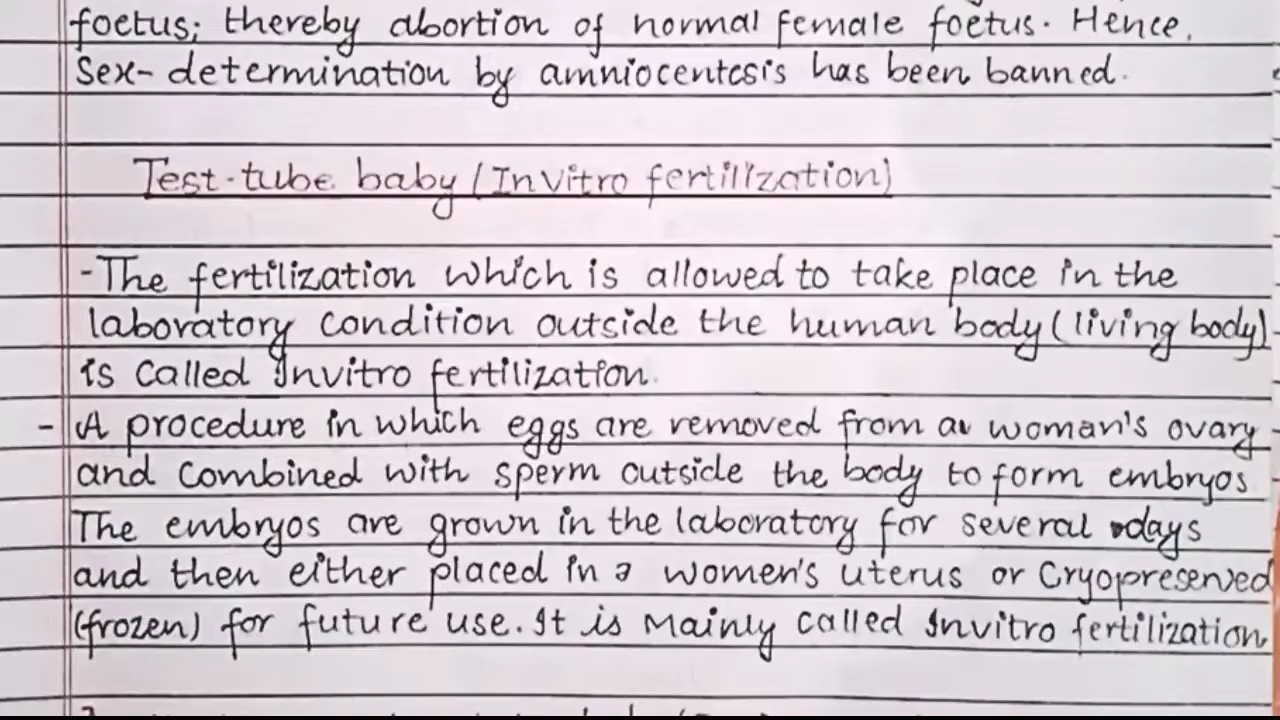 foetus; thereby abortion of normal female foetus. Hence,
Sex-determination by amniocentesis has been banned.
Test-tube baby (Invitro fertilization)
-The fertilization which is allowed to take place in the
laboratory condition outside the human body (living body)
is called Invitro fertilization.
- A procedure in which eggs are removed from a woman's ovary
and combined with sperm outside the body to form embryos
The embryos are grown in the laboratory for several days
and then either placed in a women's uterus or Cryopreserved
(frozen) for future use. It is Mainly called Invitro fertilization